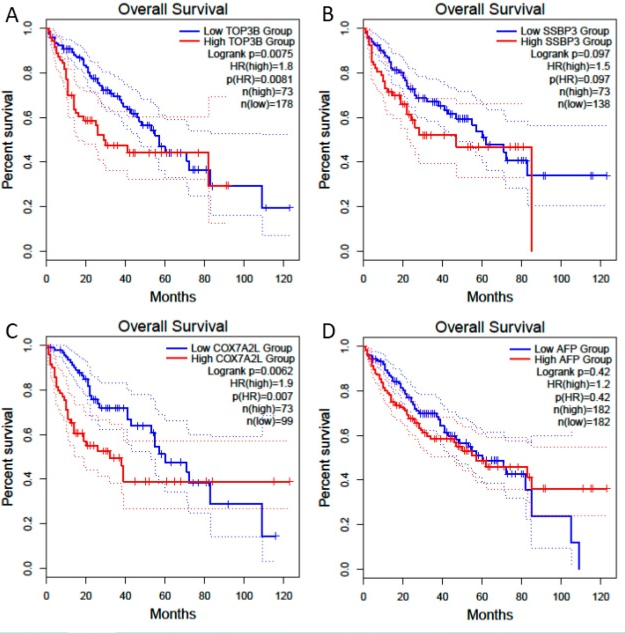 A
Overall Survival
Low TOP3B Group
High TOP3B Group
Logrank p=0.0075
HR(high)=1.8
p(HR)=0.0081
n(high)=73
n(low)=178
Percent survival
0.0 0.2 0.4 0.6 0.8 1.0
0 20 40 60 80 100 120
Months
B
Overall Survival
Low SSBP3 Group
High SSBP3 Group
Logrank p=0.097
HR(high)=1.5
p(HR)=0.097
n(high)=73
n(low)=138
Percent survival
0.0 0.2 0.4 0.6 0.8 1.0
0 20 40 60 80 100 120
Months
C
Overall Survival
Low COX7A2L Group
High COX7A2L Group
Logrank p=0.0062
HR(high)=1.9
p(HR)=0.007
n(high)=73
n(low)=99
Percent survival
0.0 0.2 0.4 0.6 0.8 1.0
0 20 40 60 80 100 120
Months
D
Overall Survival
Low AFP Group
High AFP Group
Logrank p=0.42
HR(high)=1.2
p(HR)=0.42
n(high)=182
n(low)=182
Percent survival
0.0 0.2 0.4 0.6 0.8 1.0
0 20 40 60 80 100 120
Months